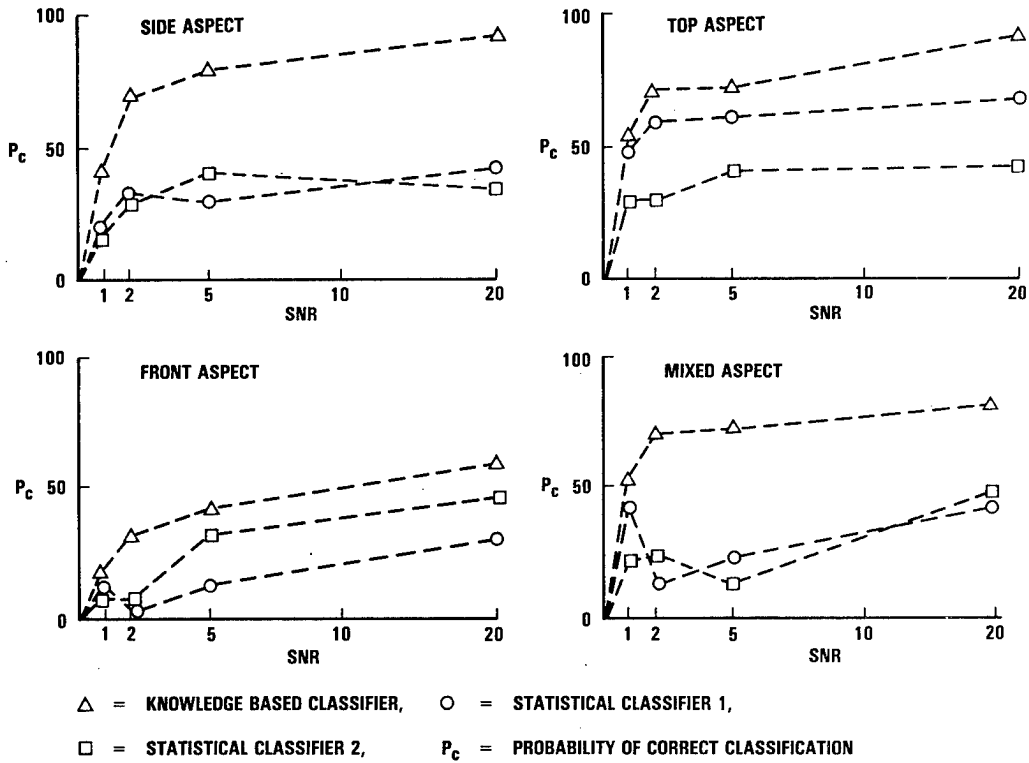 SIDE ASPECT
100
50
0
P_c
1 2 5 10 20
SNR
TOP ASPECT
100
50
0
P_c
1 2 5 10 20
SNR
FRONT ASPECT
100
50
0
P_c
1 2 5 10 20
SNR
MIXED ASPECT
100
50
0
P_c
1 2 5 10 20
SNR
△ = KNOWLEDGE BASED CLASSIFIER, ○ = STATISTICAL CLASSIFIER 1,
□ = STATISTICAL CLASSIFIER 2, P_c = PROBABILITY OF CORRECT CLASSIFICATION